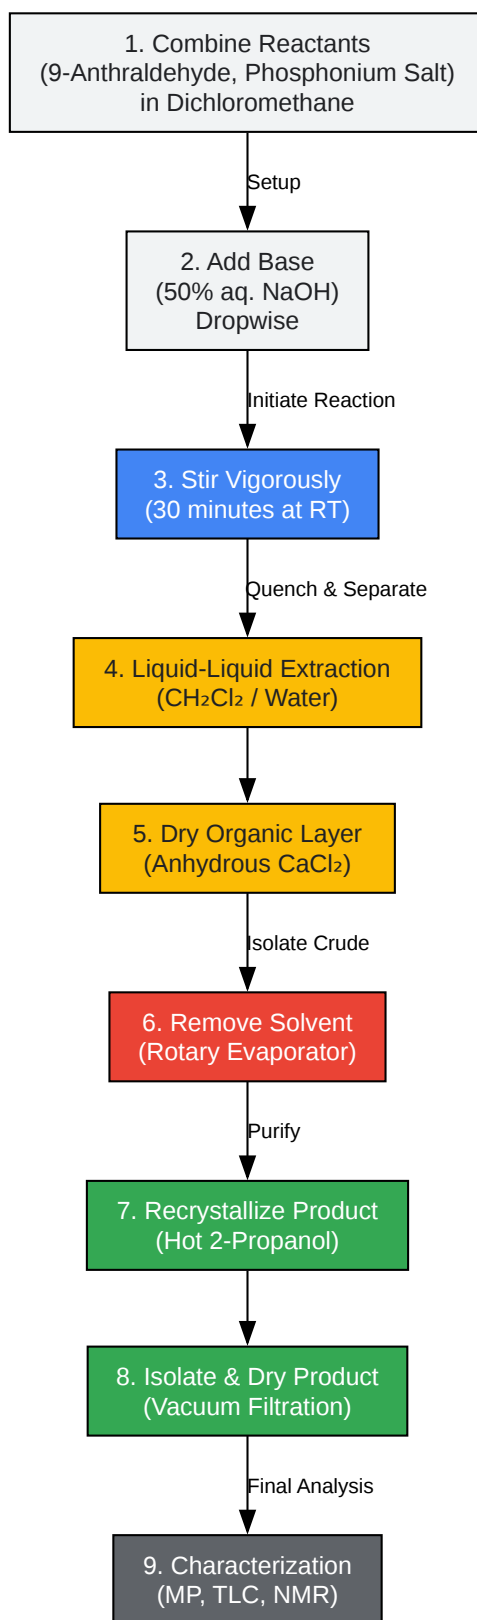 1. Combine Reactants
(9-Anthraldehyde, Phosphonium Salt)
in Dichloromethane
Setup
2. Add Base
(50% aq. NaOH)
Dropwise
Initiate Reaction
3. Stir Vigorously
(30 minutes at RT)
Quench & Separate
4. Liquid-Liquid Extraction
(CH₂Cl₂ / Water)
5. Dry Organic Layer
(Anhydrous CaCl₂)
Isolate Crude
6. Remove Solvent
(Rotary Evaporator)
Purify
7. Recrystallize Product
(Hot 2-Propanol)
8. Isolate & Dry Product
(Vacuum Filtration)
Final Analysis
9. Characterization
(MP, TLC, NMR)